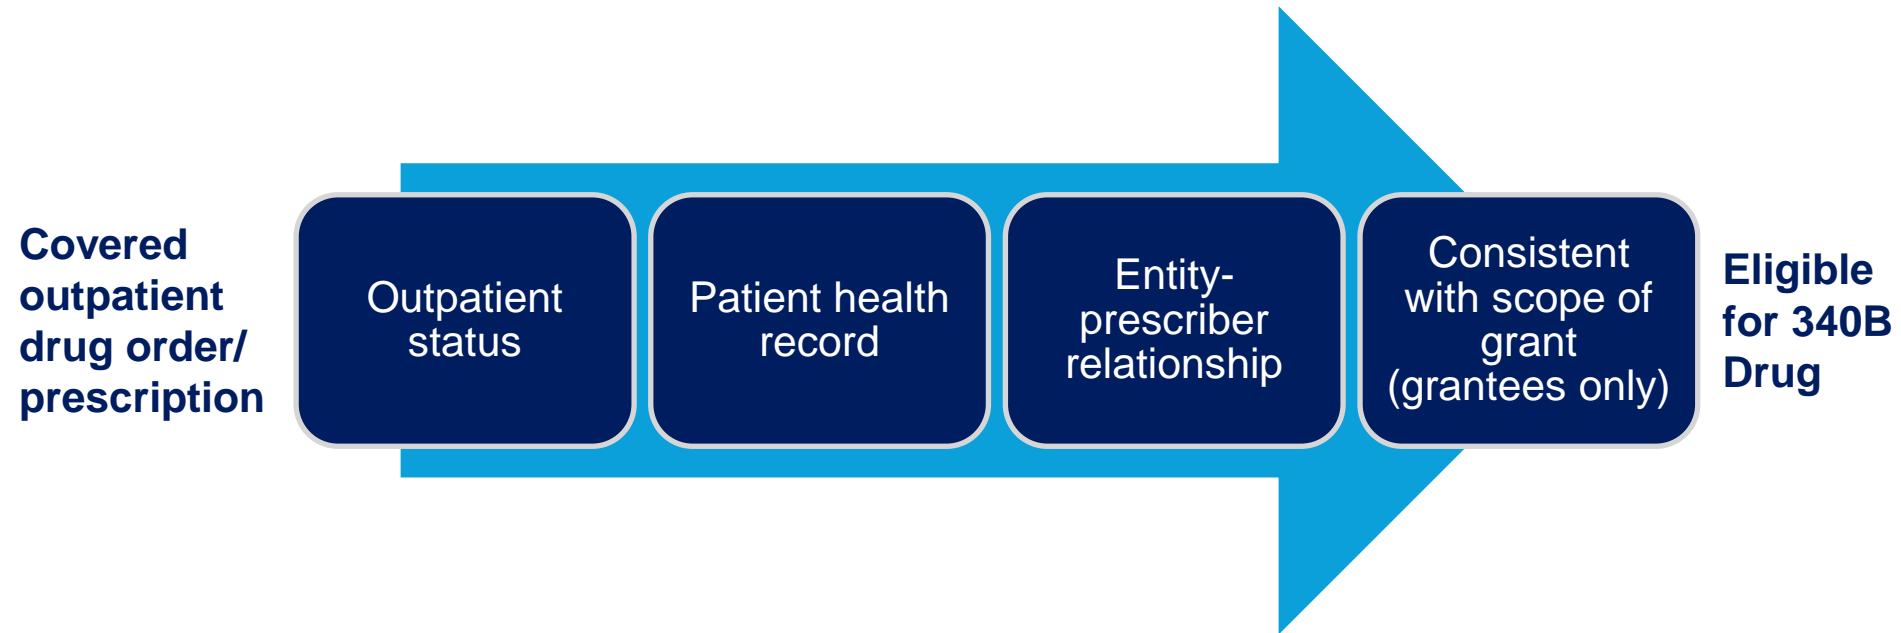 Covered
outpatient
drug order/
prescription
Outpatient
status
Patient health
record
Entity-
prescriber
relationship
Consistent
with scope of
grant
(grantees only)
Eligible
for 340B
Drug